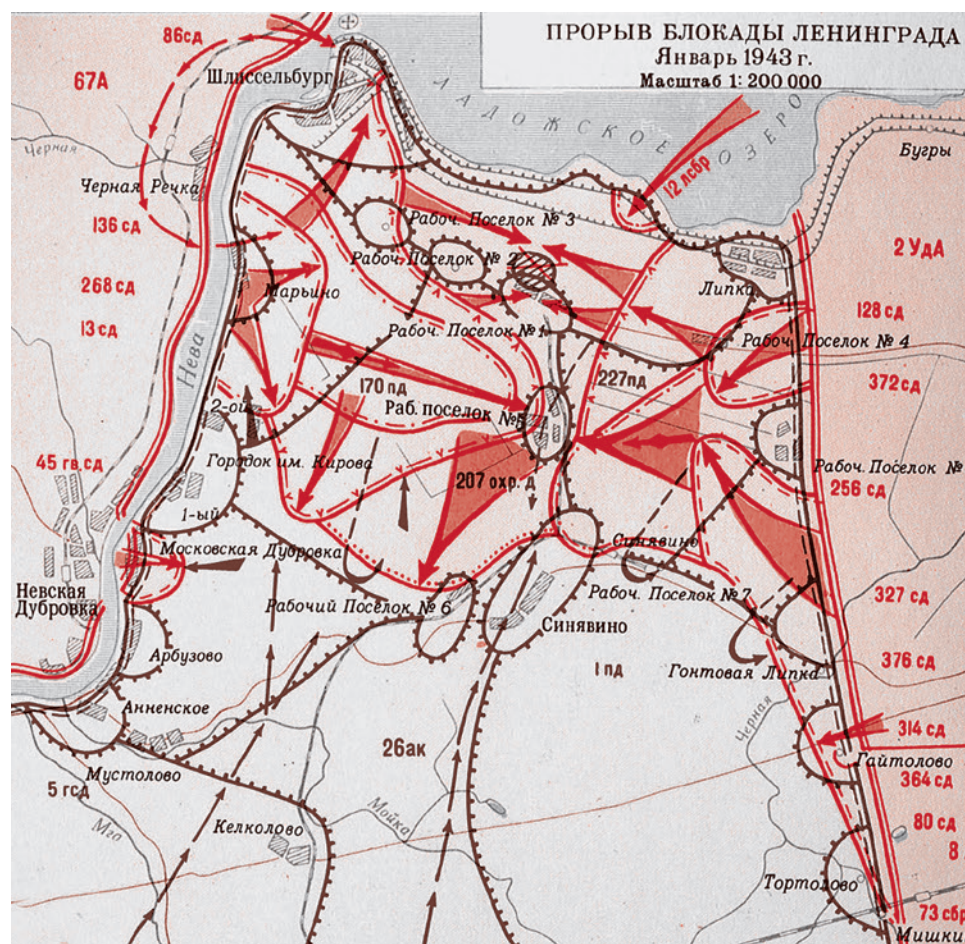 ПРОРЫВ БЛОКАДЫ ЛЕНИНГРАДА
Январь 1943 г.
Масштаб 1: 200 000
86сд
67А
Шлиссельбург
ЛАДОЖСКОЕ ОЗЕРО
12 лсбр
Бугры
Черная
Черная Речка
136 сд
268 сд
13 сд
Нева
Марьино
Рабоч. Поселок № 3
Рабоч. Поселок № 2
Рабоч. Поселок № 1
Липка
2 УдА
128 сд
Рабоч. Поселок № 4
372 сд
170 пд
227пд
Раб. поселок №5
2-ой
Городок им. Кирова
1-ый
207 охр. д
Рабоч. Поселок №
256 сд
45 гв. сд
Московская Дубровка
Невская
Дубровка
Рабочий Поселок № 6
Синявино
Рабоч. Поселок № 7
Синявино
327 сд
376 сд
Арбузово
1 пд
Гонтовая Липка
Анненское
26ак
Черная
314 сд
Гайтолово
364 сд
Мустолово
5 гсд
Мга
Келколово
Мойка
80 сд
8
Тортолово
73 сбр
Мишки